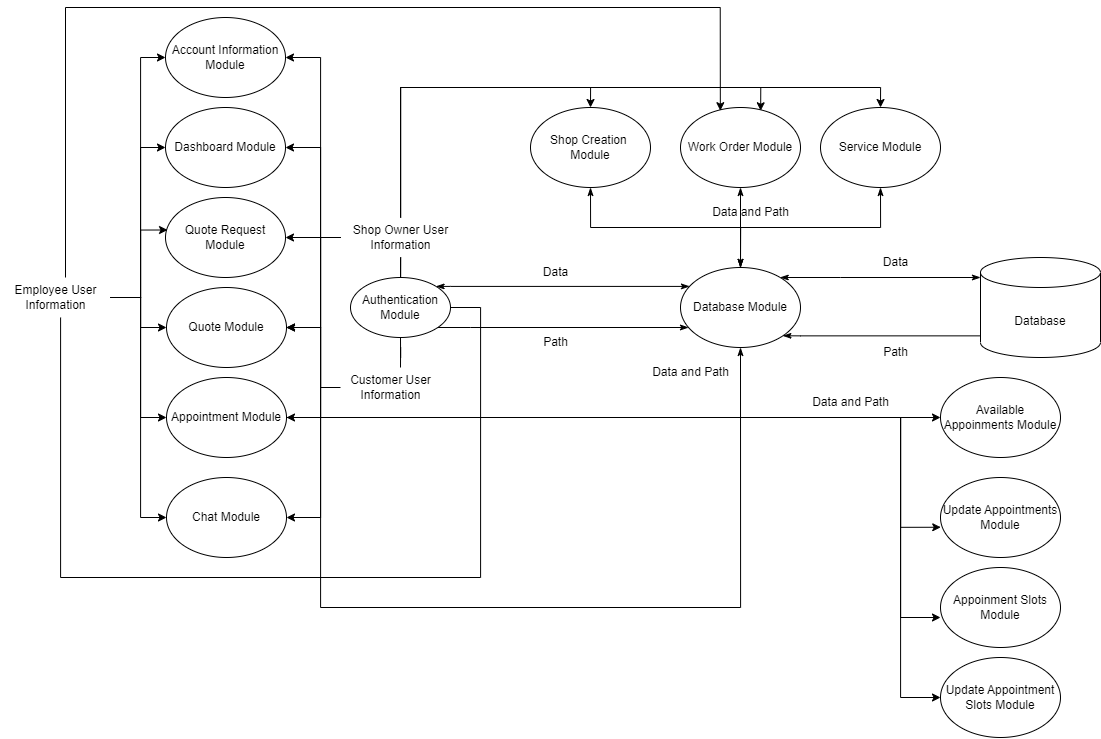 Account Information
Module
Dashboard Module
Quote Request
Module
Employee User
Information
Quote Module
Appointment Module
Chat Module
Shop Owner User
Information
Authentication
Module
Customer User
Information
Shop Creation
Module
Work Order Module
Service Module
Data and Path
Data
Path
Database Module
Data
Path
Database
Data and Path
Data and Path
Available
Appoinments Module
Update Appointments
Module
Appoinment Slots
Module
Update Appointment
Slots Module